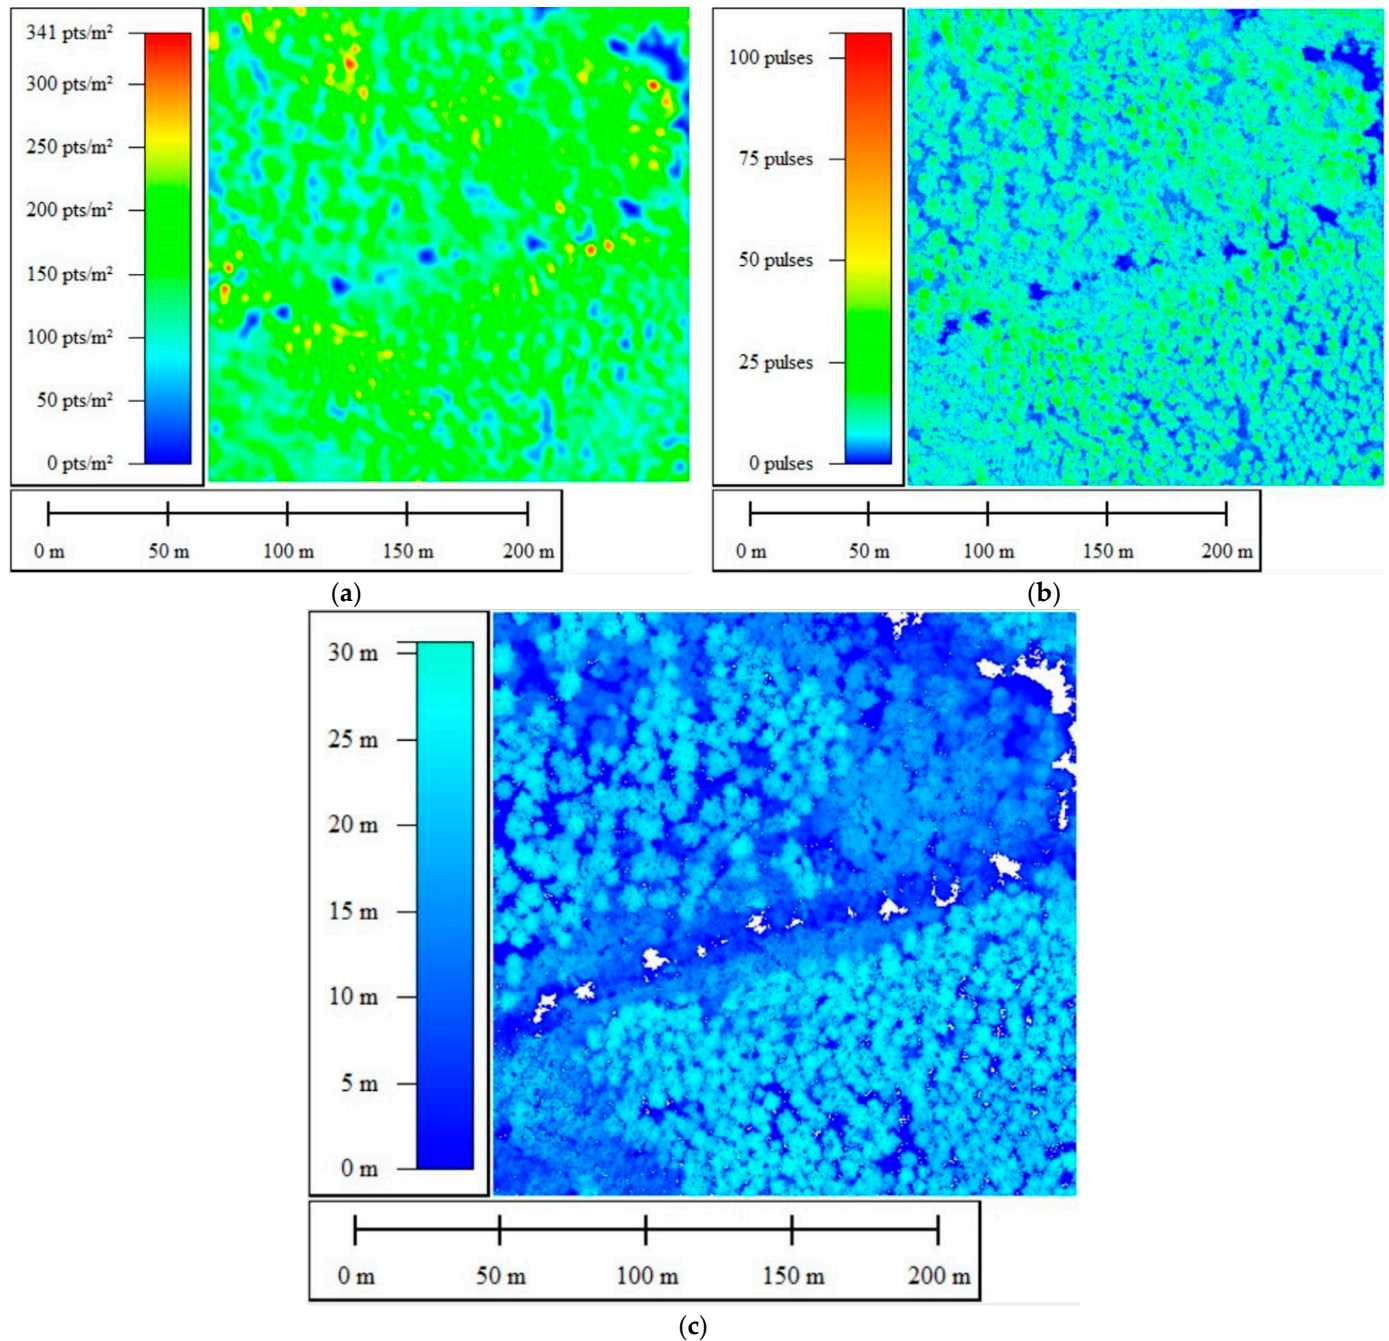 341 pts/m²
300 pts/m²
250 pts/m²
200 pts/m²
150 pts/m²
100 pts/m²
50 pts/m²
0 pts/m²
0 m 50 m 100 m 150 m 200 m
(a)
100 pulses
75 pulses
50 pulses
25 pulses
0 pulses
0 m 50 m 100 m 150 m 200 m
(b)
30 m
25 m
20 m
15 m
10 m
5 m
0 m
0 m 50 m 100 m 150 m 200 m
(c)